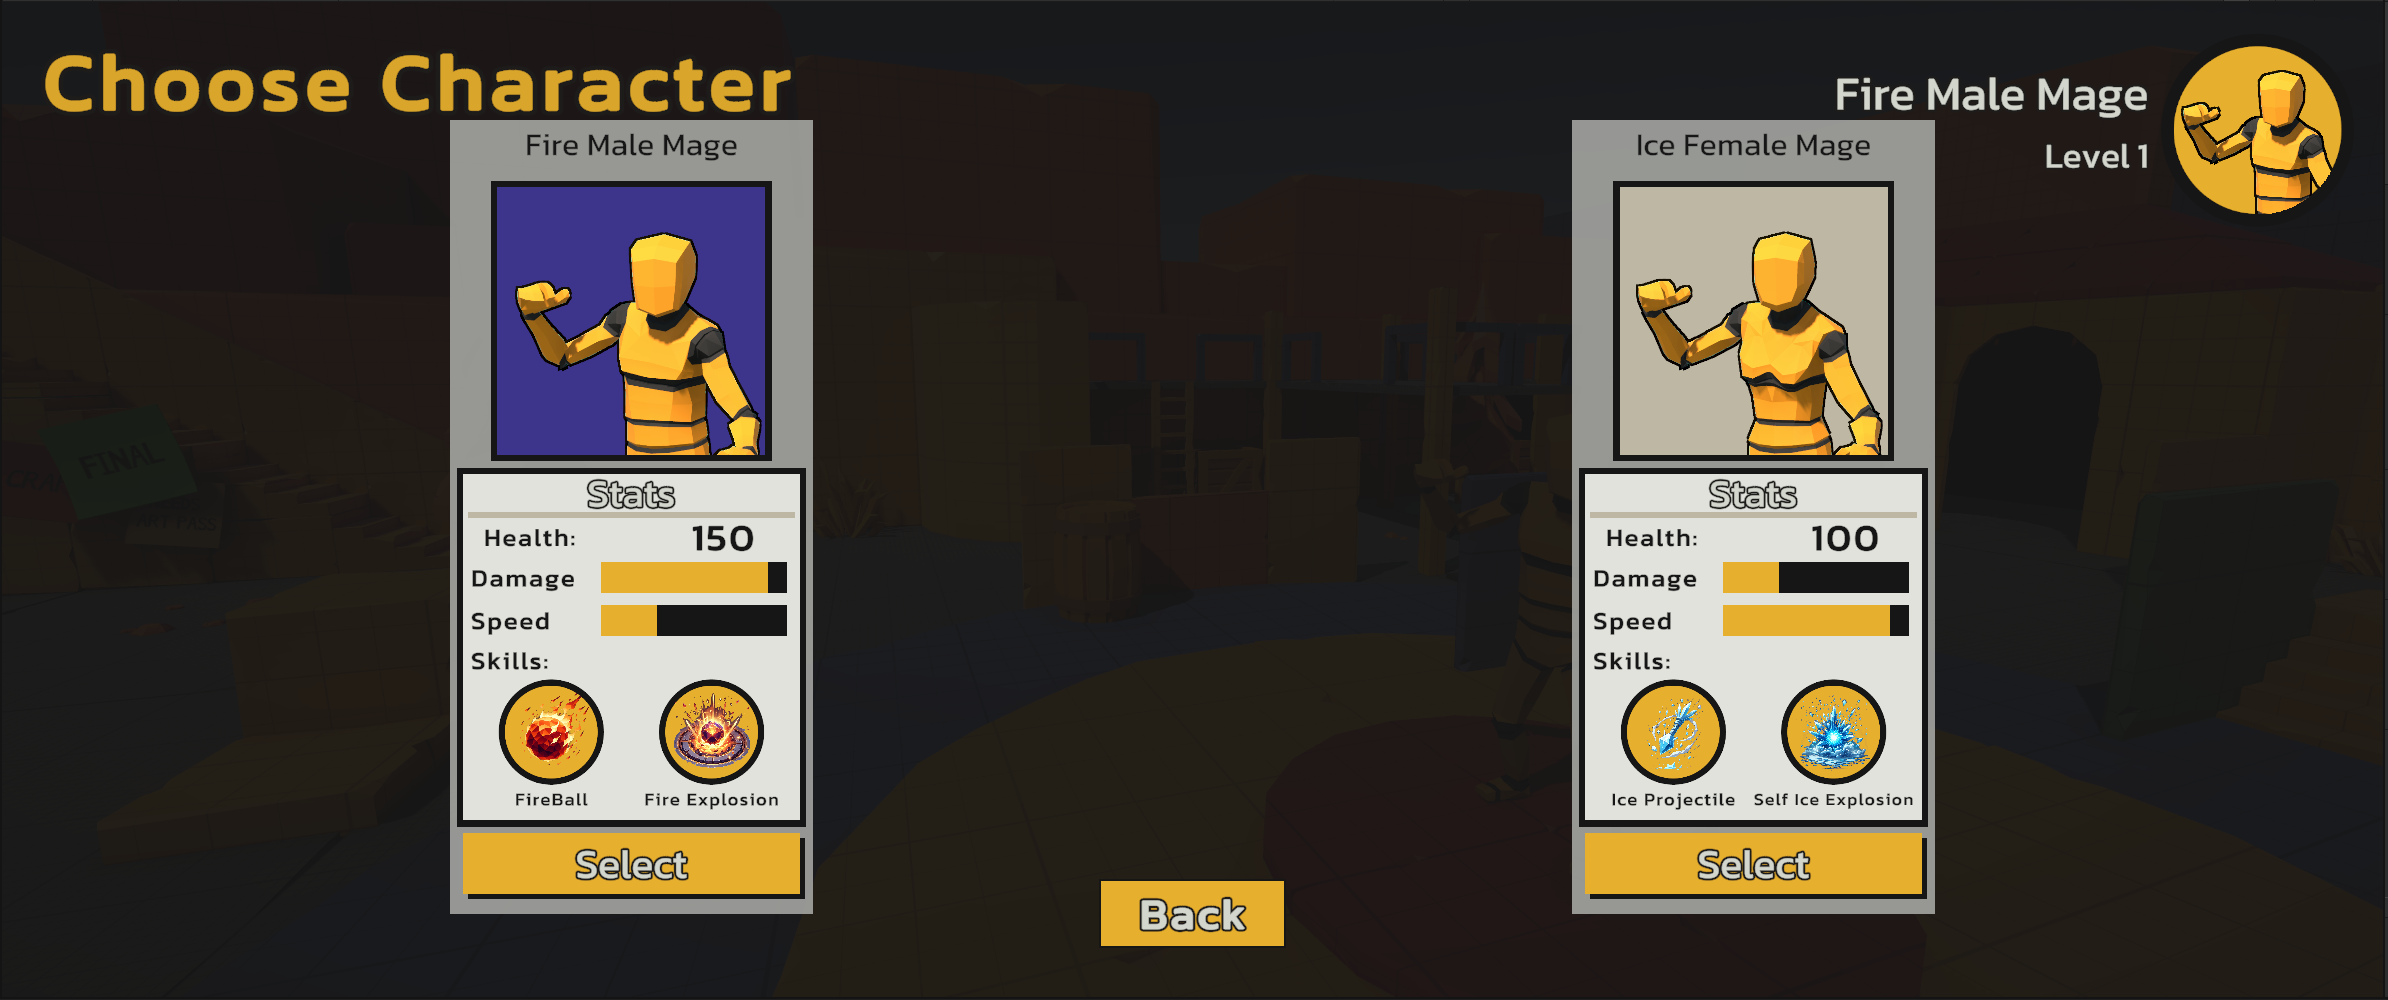 Choose Character
Fire Male Mage
Level 1
Fire Male Mage
Stats
Health: 150
Damage
Speed
Skills:
FireBall
Fire Explosion
Select
Ice Female Mage
Stats
Health: 100
Damage
Speed
Skills:
Ice Projectile
Self Ice Explosion
Select
Back
FINAL